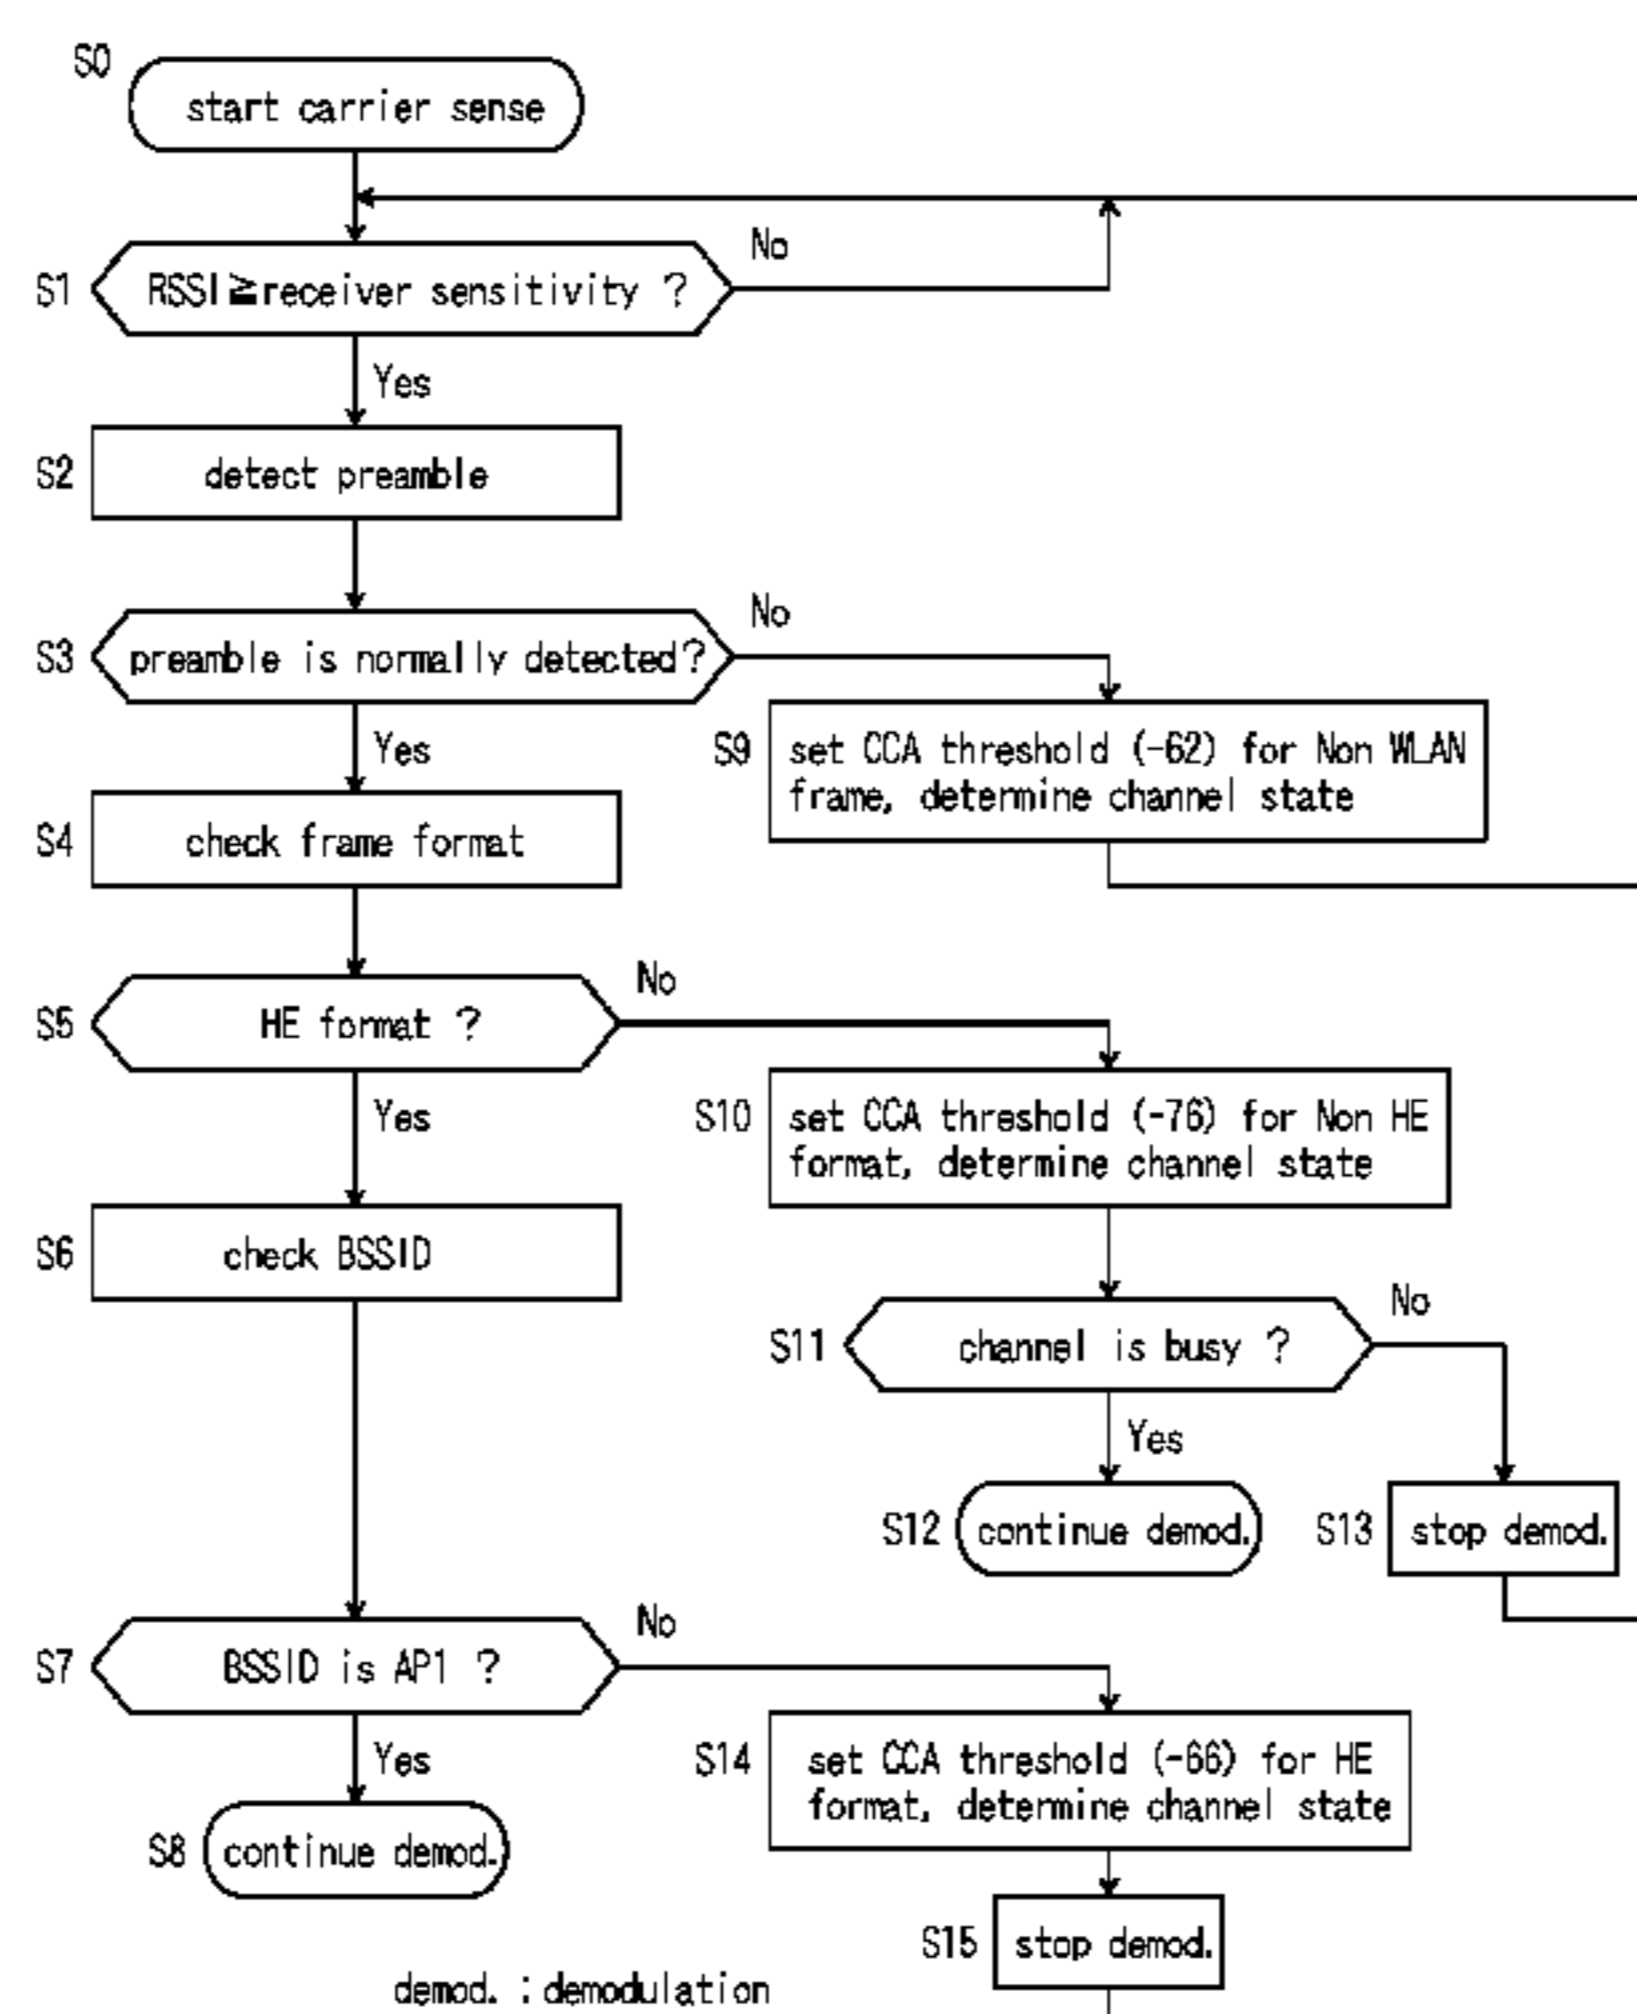 S0
start carrier sense
S1
RSSI≧receiver sensitivity ?
No
Yes
S2
detect preamble
S3
preamble is normally detected?
No
Yes
S9
set CCA threshold (-62) for Non WLAN
frame, determine channel state
S4
check frame format
S5
HE format ?
No
Yes
S10
set CCA threshold (-76) for Non HE
format, determine channel state
S6
check BSSID
S11
channel is busy ?
No
Yes
S12
continue demod.
S13
stop demod.
S7
BSSID is AP1 ?
No
Yes
S14
set CCA threshold (-66) for HE
format, determine channel state
S8
continue demod.
S15
stop demod.
demod. : demodulation